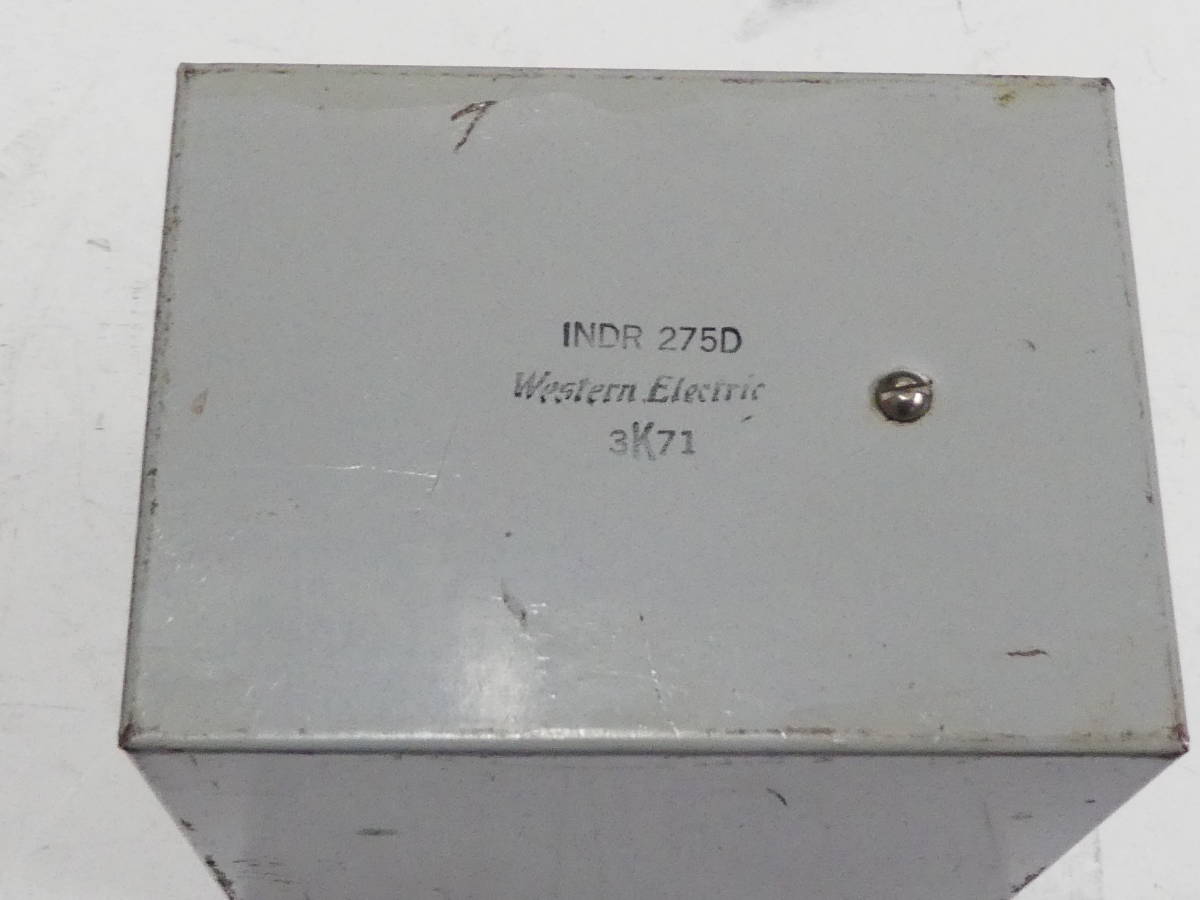 INDR 275D
Western Electric
3K71